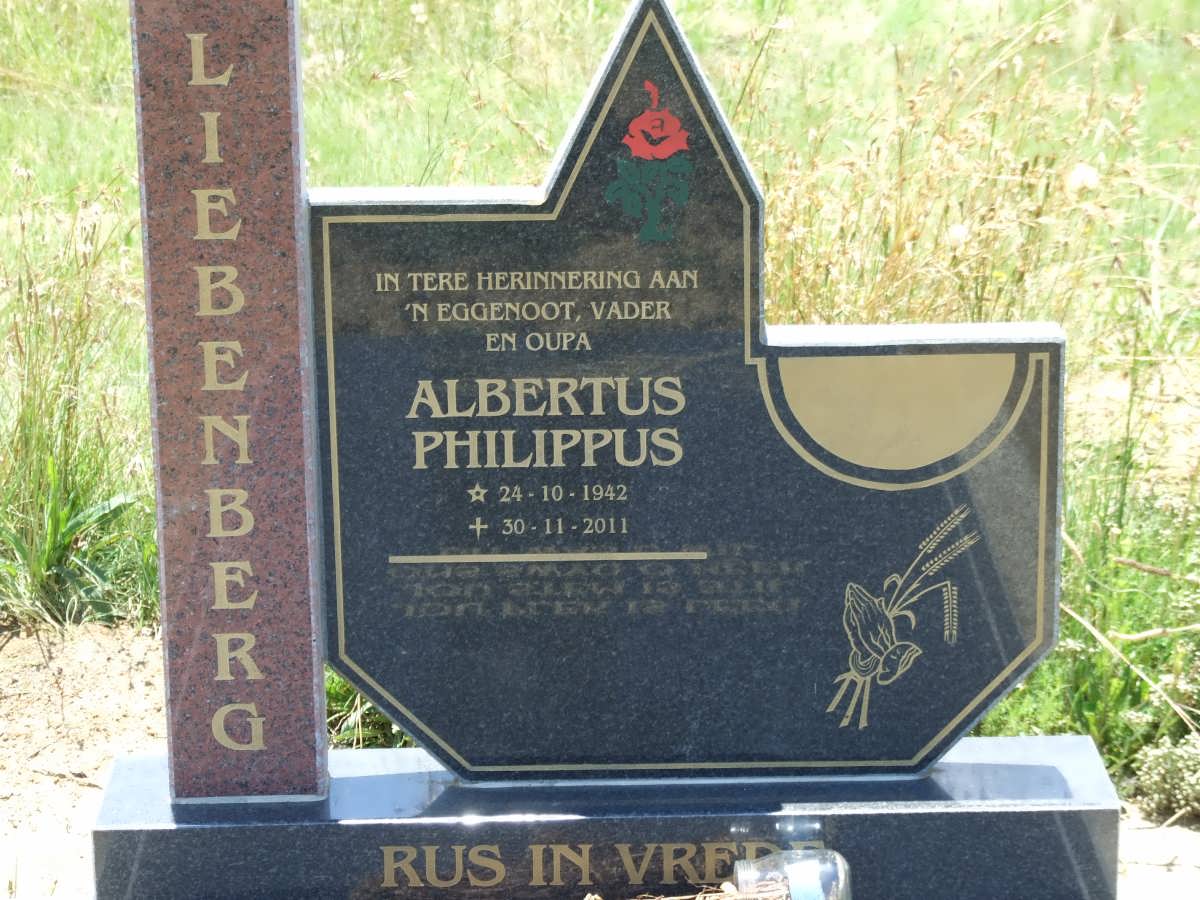 LIEBENBERG
IN TERE HERINNERING AAN
'N EGGENOOT, VADER
EN OUPA
ALBERTUS
PHILIPPUS
☆ 24 - 10 - 1942
✝ 30 - 11 - 2011
RUS IN VREDE